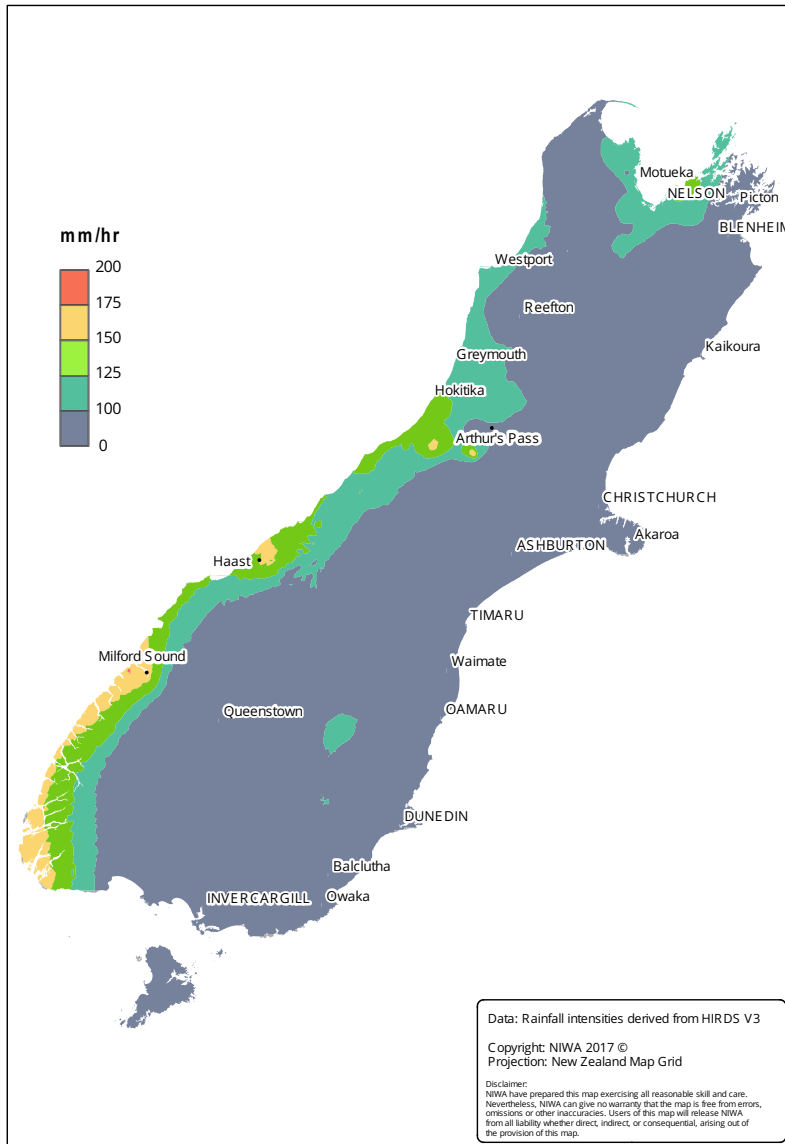 Motueka
NELSON
Picton
BLENHEIM
mm/hr
200
175
150
125
100
0
Westport
Reefton
Kaikoura
Greymouth
Hokitika
Arthur's Pass
CHRISTCHURCH
Akaroa
ASHBURTON
Haast
TIMARU
Milford Sound
Waimate
Queenstown
OAMARU
DUNEDIN
Balclutha
INVERCARGILL
Owaka
Data: Rainfall intensities derived from HIRDS V3
Copyright: NIWA 2017 ©
Projection: New Zealand Map Grid
Disclaimer:
NIWA have prepared this map exercising all reasonable skill and care.
Nevertheless, NIWA can give no warranty that the map is free from errors,
omissions or other inaccuracies. Users of this map will release NIWA
from all liability whether direct, indirect, or consequential, arising out of
the provision of this map.